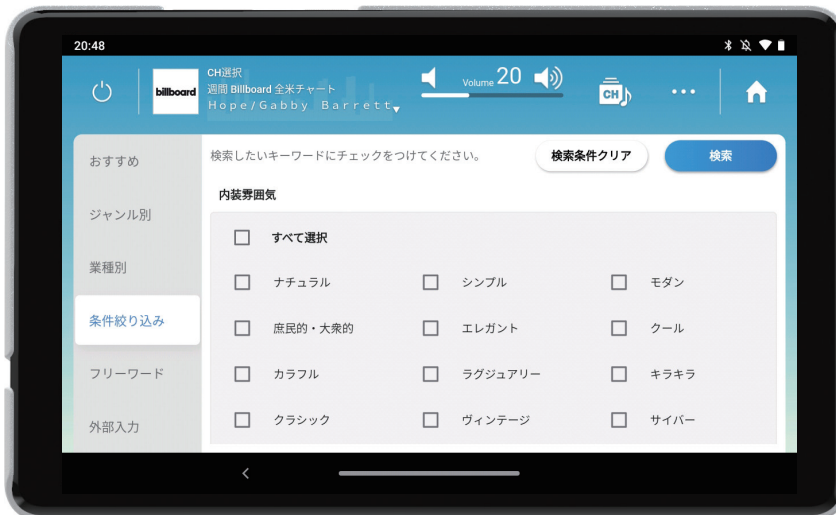 20:48
billboard
CH選択
週間 Billboard 全米チャート
Hope/Gabby Barrett
Volume 20
CH
おすすめ
ジャンル別
業種別
条件絞り込み
フリーワード
外部入力
検索したいキーワードにチェックをつけてください。
検索条件クリア
検索
内装雰囲気
すべて選択
ナチュラル シンプル モダン
庶民的・大衆的 エレガント クール
カラフル ラグジュアリー キラキラ
クラシック ヴィンテージ サイバー